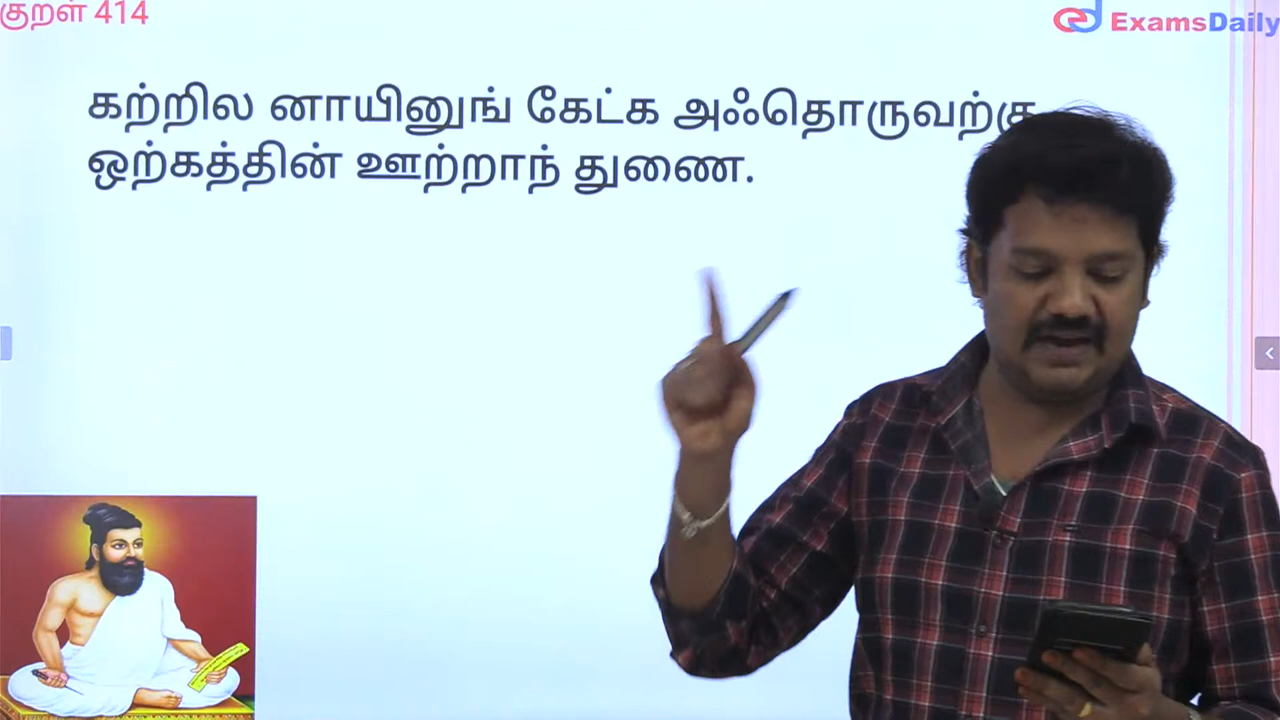 குறள் 414
ExamsDaily
கற்றில னாயினுங் கேட்க அஃதொருவற்கு
ஒற்கத்தின் ஊற்றாந் துணை.